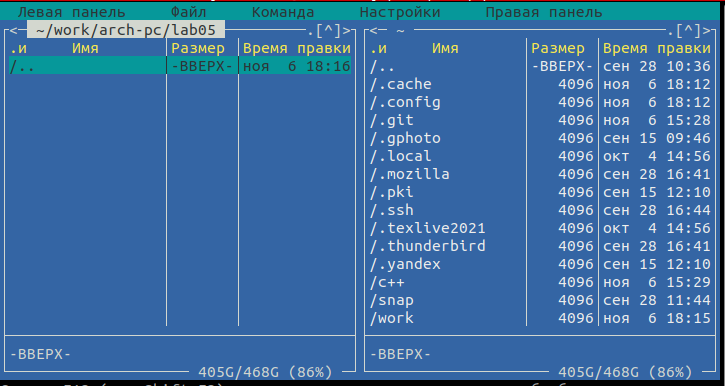 Левая панель Файл Команда Настройки Правая панель
<- ~/work/arch-pc/lab05 .[^]>
.и Имя Размер Время правки
/.. -ВВЕРХ- ноя 6 18:16
-ВВЕРХ-
405G/468G (86%)
<- ~ .[^]>
.и Имя Размер Время правки
/.. -ВВЕРХ- сен 28 10:36
/.cache 4096 ноя 6 18:12
/.config 4096 ноя 6 18:12
/.git 4096 ноя 6 15:28
/.gphoto 4096 сен 15 09:46
/.local 4096 окт 4 14:56
/.mozilla 4096 сен 28 16:41
/.pki 4096 сен 15 12:10
/.ssh 4096 сен 28 16:44
/.texlive2021 4096 окт 4 14:56
/.thunderbird 4096 сен 28 16:41
/.yandex 4096 сен 15 12:10
/c++ 4096 ноя 6 15:29
/snap 4096 сен 28 11:44
/work 4096 ноя 6 18:15
-ВВЕРХ-
405G/468G (86%)